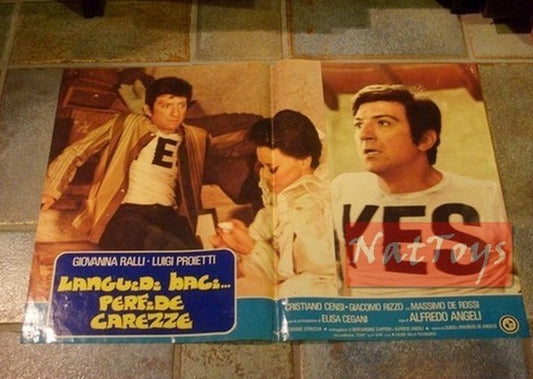 E
YES
NatToys
GIOVANNA RALLI - LUIGI PROIETTI
LANGUIDI BACI...
PERFIDE
CAREZZE
CRISTIANO CENSI - GIACOMO RIZZO ... MASSIMO DE ROSSI
ELISA CEGANI
ALFREDO ANGELI